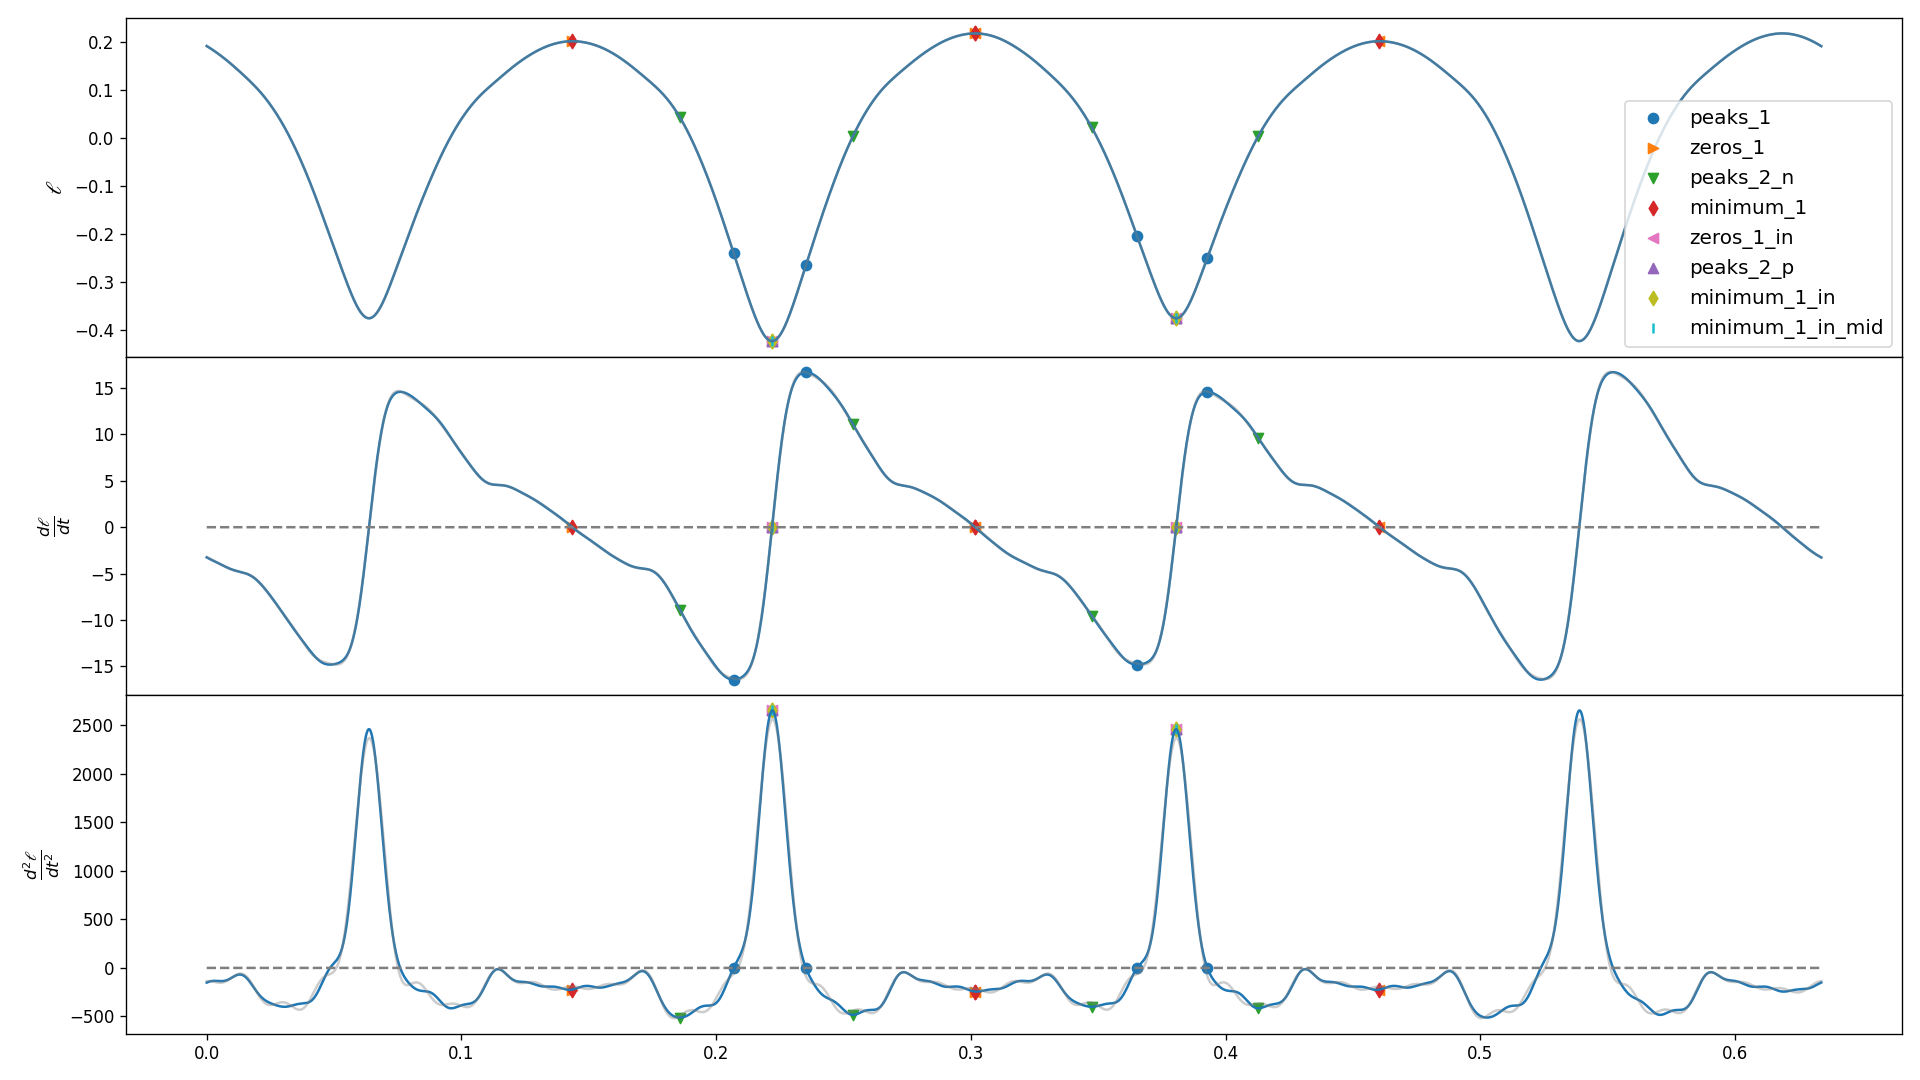 0.2
0.1
0.0
−0.1
−0.2
−0.3
−0.4
ℓ
peaks_1
zeros_1
peaks_2_n
minimum_1
zeros_1_in
peaks_2_p
minimum_1_in
minimum_1_in_mid
15
10
5
0
−5
−10
−15
dℓ
dt
2500
2000
1500
1000
500
0
−500
d²ℓ
dt²
0.0 0.1 0.2 0.3 0.4 0.5 0.6